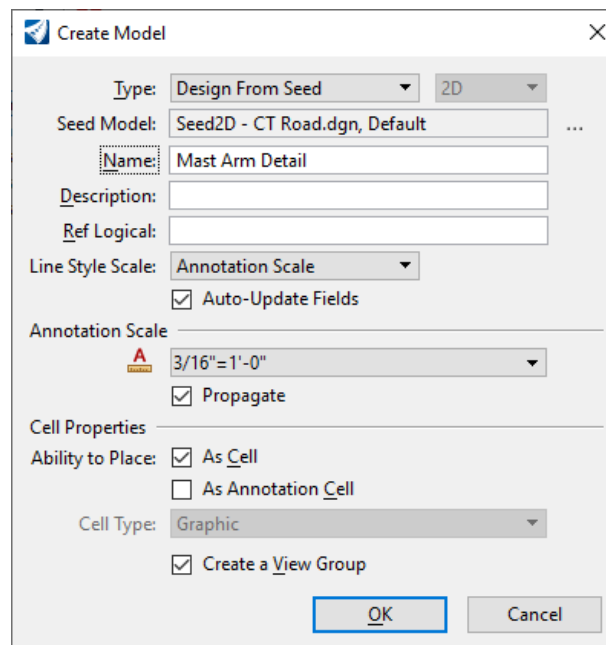 Create Model
Type: Design From Seed 2D
Seed Model: Seed2D - CT Road.dgn, Default ...
Name: Mast Arm Detail
Description:
Ref Logical:
Line Style Scale: Annotation Scale
Auto-Update Fields
Annotation Scale
A 3/16"=1'-0"
Propagate
Cell Properties
Ability to Place: As Cell
As Annotation Cell
Cell Type: Graphic
Create a View Group
OK Cancel